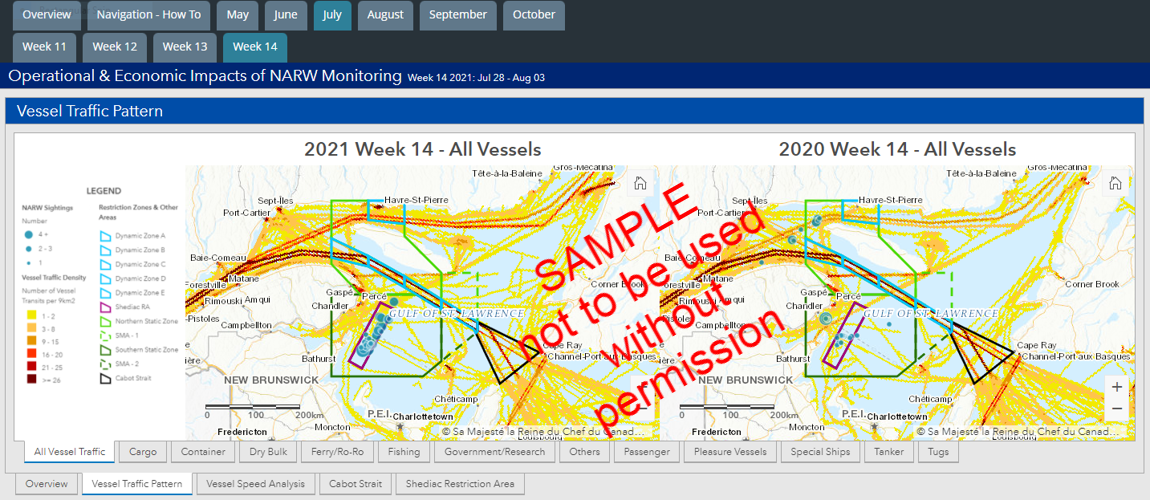 Overview Navigation - How To May June July August September October
Week 11 Week 12 Week 13 Week 14
Operational & Economic Impacts of NARW Monitoring Week 14 2021: Jul 28 - Aug 03
Vessel Traffic Pattern
2021 Week 14 - All Vessels
2020 Week 14 - All Vessels
LEGEND
NARW Sightings
Number
4 +
2 - 3
1
Vessel Traffic Density
Number of Vessel
Transits per 9km2
1 - 2
3 - 8
9 - 15
16 - 20
21 - 25
>= 26
Restriction Zones & Other
Areas
Dynamic Zone A
Dynamic Zone B
Dynamic Zone C
Dynamic Zone D
Dynamic Zone E
Shediac RA
Northern Static Zone
SMA - 1
Southern Static Zone
SMA - 2
Cabot Strait
Gros-Mécatina
Tête-à-la-Baleine
Sept-Iles
Havre-St-Pierre
Port-Cartier
Baie-Comeau
Matane
Forestville
Rimouski Amqui
-Pistoles
Campbellton
Gaspé
Percé
Chandler
GULF OF ST. LAWRENCE
Corner Brook
Bathurst
Cape Ray
Channel-Port aux Basques
NEW BRUNSWICK
0 100 200km
P.E.I.
Chéticamp
Charlottetown
Moncton
Fredericton
Louisbourg
© Sa Majesté la Reine du Chef du Canad...
Gros-Mécatina
Tête-à-la-Baleine
Sept-Iles
Havre-St-Pierre
Port-Cartier
Baie-Comeau
Matane
Forestville
Rimouski Amqui
-Pistoles
Campbellton
Gaspé
Percé
Chandler
GULF OF ST. LAWRENCE
Corner Brook
Bathurst
Cape Ray
Channel-Port aux Basques
NEW BRUNSWICK
0 100 200km
P.E.I.
Chéticamp
Charlottetown
Moncton
Fredericton
Louisbourg
+
−
© Sa Majesté la Reine du Chef du Canad...
SAMPLE
not to be used
without
permission
All Vessel Traffic Cargo Container Dry Bulk Ferry/Ro-Ro Fishing Government/Research Others Passenger Pleasure Vessels Special Ships Tanker Tugs
Overview Vessel Traffic Pattern Vessel Speed Analysis Cabot Strait Shediac Restriction Area